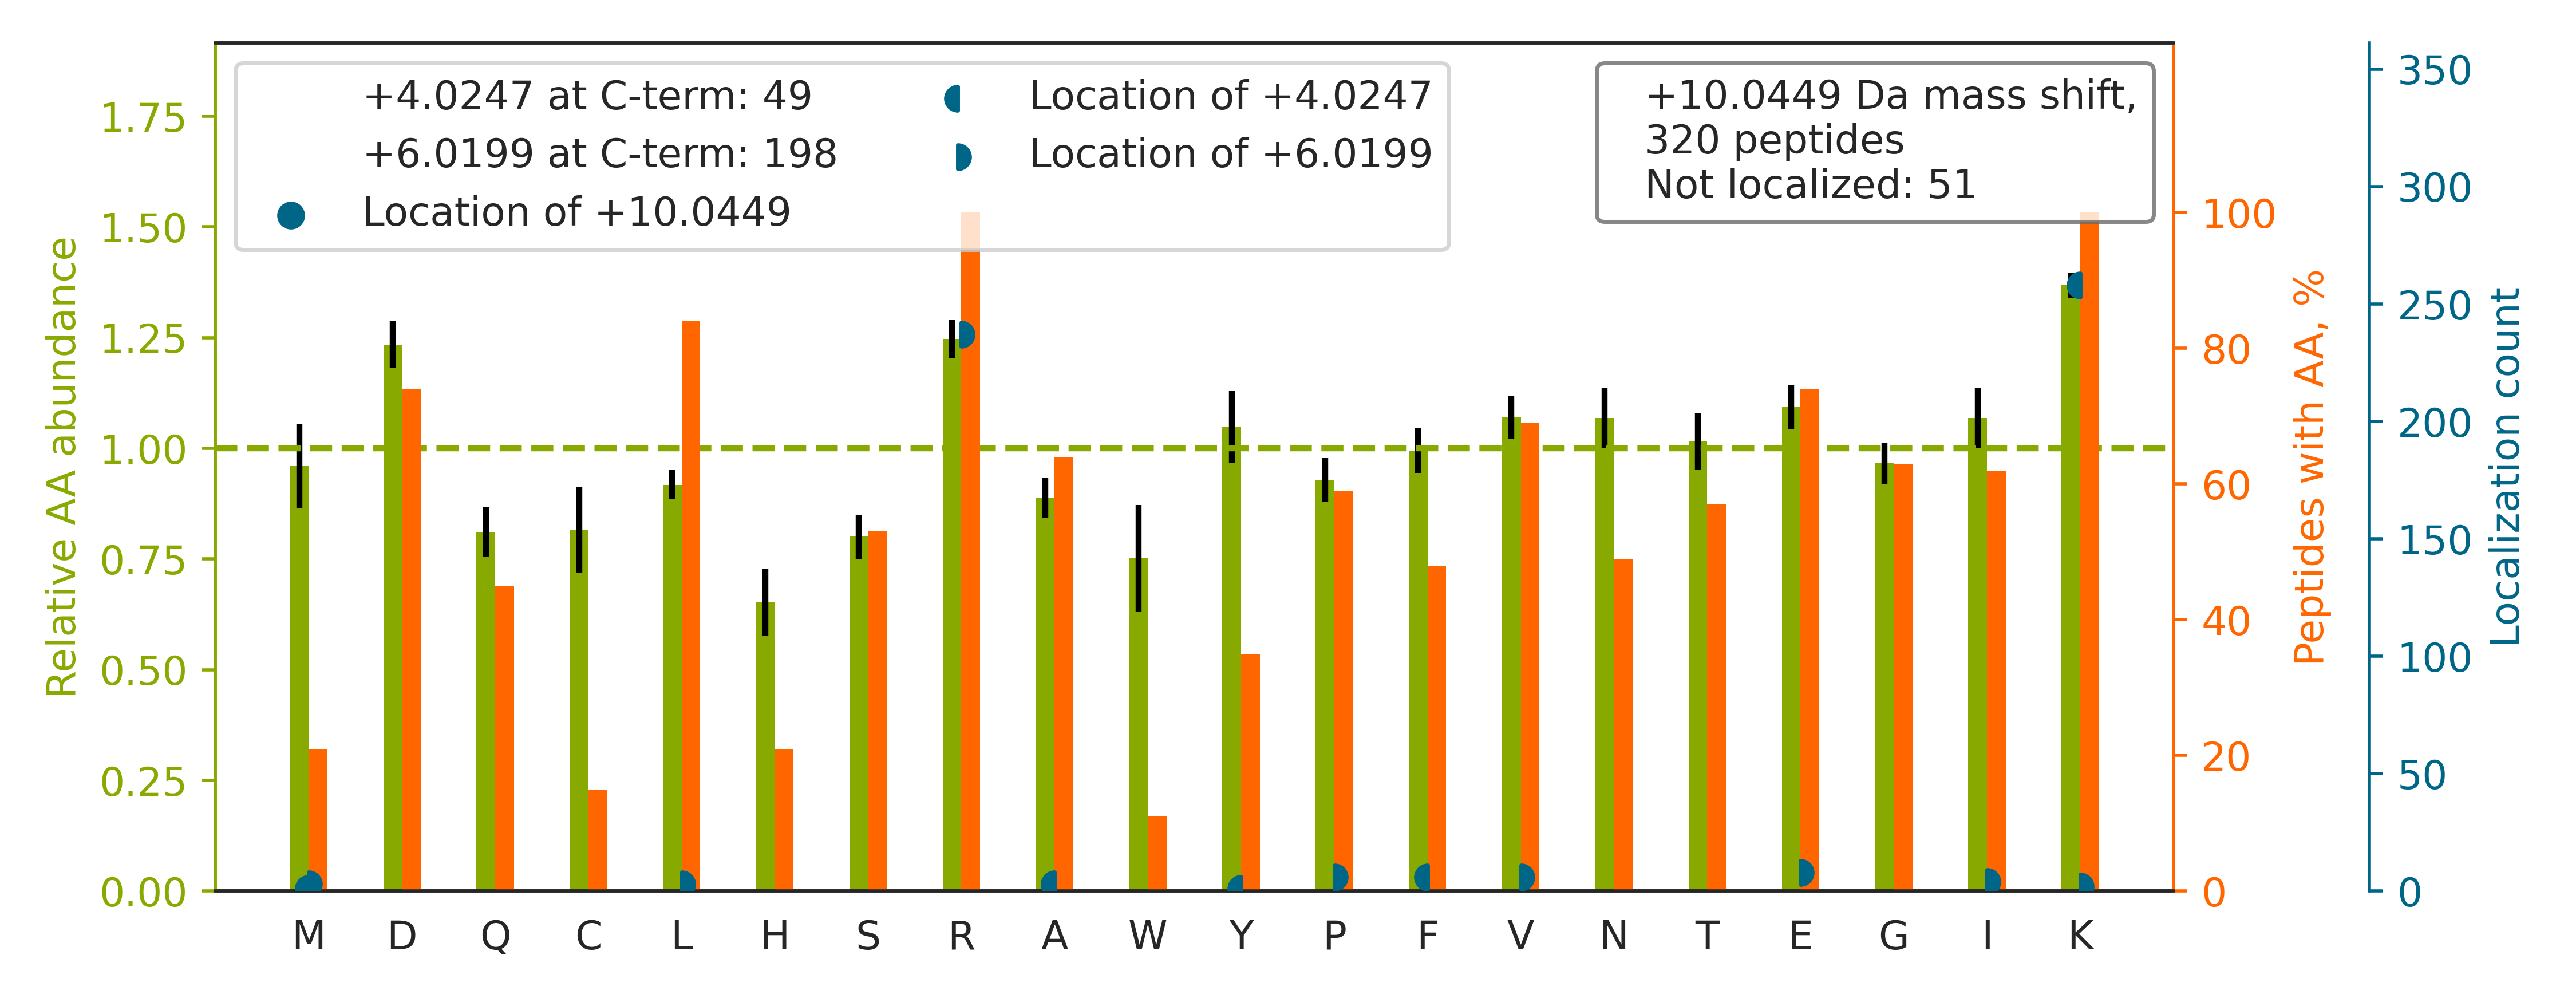 +4.0247 at C-term: 49
+6.0199 at C-term: 198
Location of +10.0449
Location of +4.0247
Location of +6.0199
+10.0449 Da mass shift,
320 peptides
Not localized: 51
Relative AA abundance
1.75
1.50
1.25
1.00
0.75
0.50
0.25
0.00
M D Q C L H S R A W Y P F V N T E G I K
100
80
60
40
20
0
Peptides with AA, %
350
300
250
200
150
100
50
0
Localization count